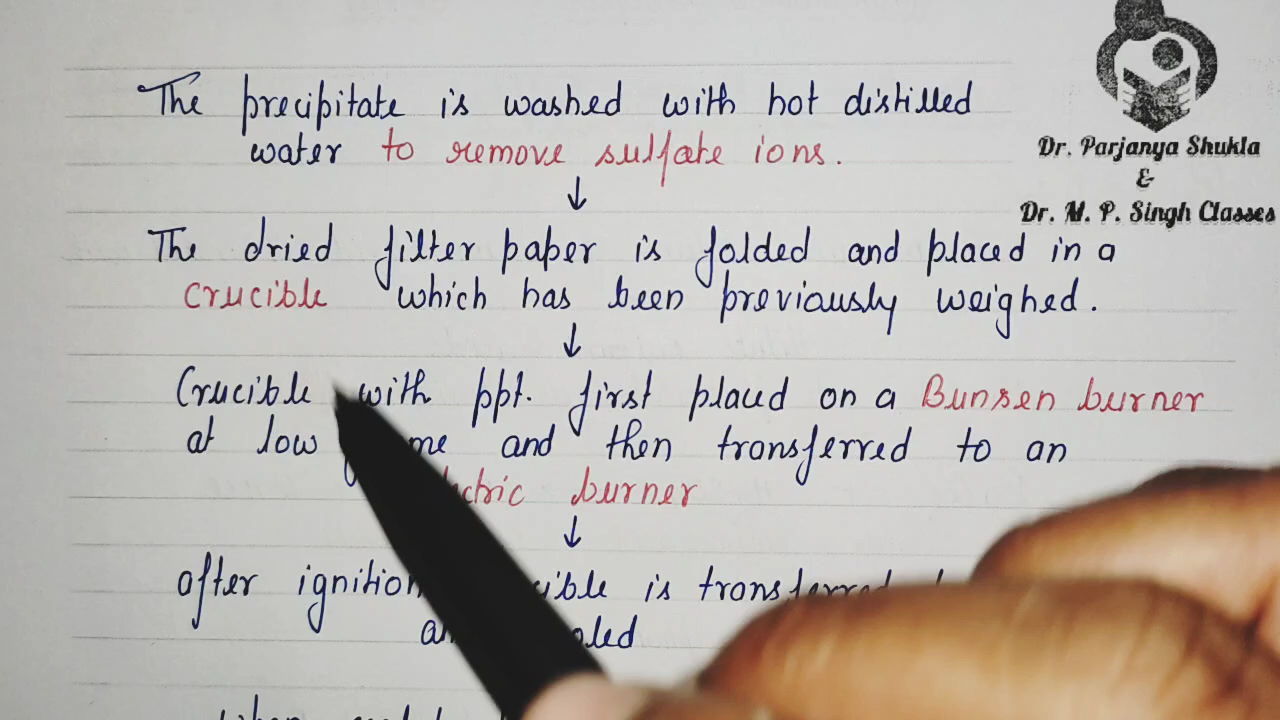 The precipitate is washed with hot distilled
water to remove sulfate ions.
↓
The dried filter paper is folded and placed in a
crucible which has been previously weighed.
↓
Crucible with ppt. first placed on a Bunsen burner
at low and then transferred to an
burner
↓
after ignition is transferred
Dr. Parjanya Shukla
&
Dr. M. P. Singh Classes